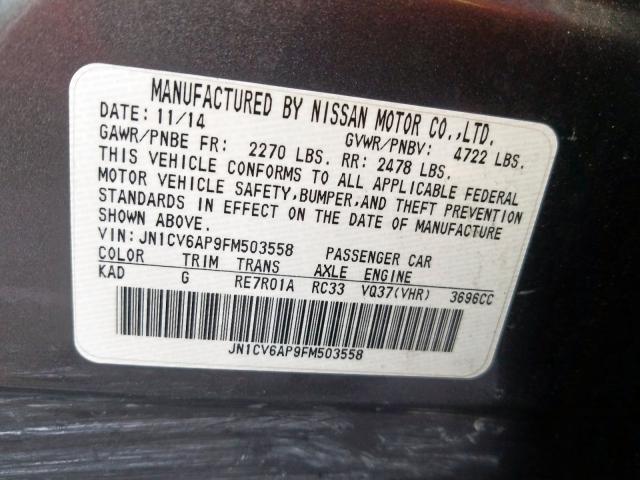 MANUFACTURED BY NISSAN MOTOR CO.,LTD.
DATE: 11/14 GVWR/PNBV: 4722 LBS.
GAWR/PNBE FR: 2270 LBS. RR: 2478 LBS.
THIS VEHICLE CONFORMS TO ALL APPLICABLE FEDERAL
MOTOR VEHICLE SAFETY,BUMPER,AND THEFT PREVENTION
STANDARDS IN EFFECT ON THE DATE OF MANUFACTURE
SHOWN ABOVE.
VIN: JN1CV6AP9FM503558 PASSENGER CAR
COLOR TRIM TRANS AXLE ENGINE
KAD G RE7R01A RC33 VQ37(VHR) 3696CC
JN1CV6AP9FM503558